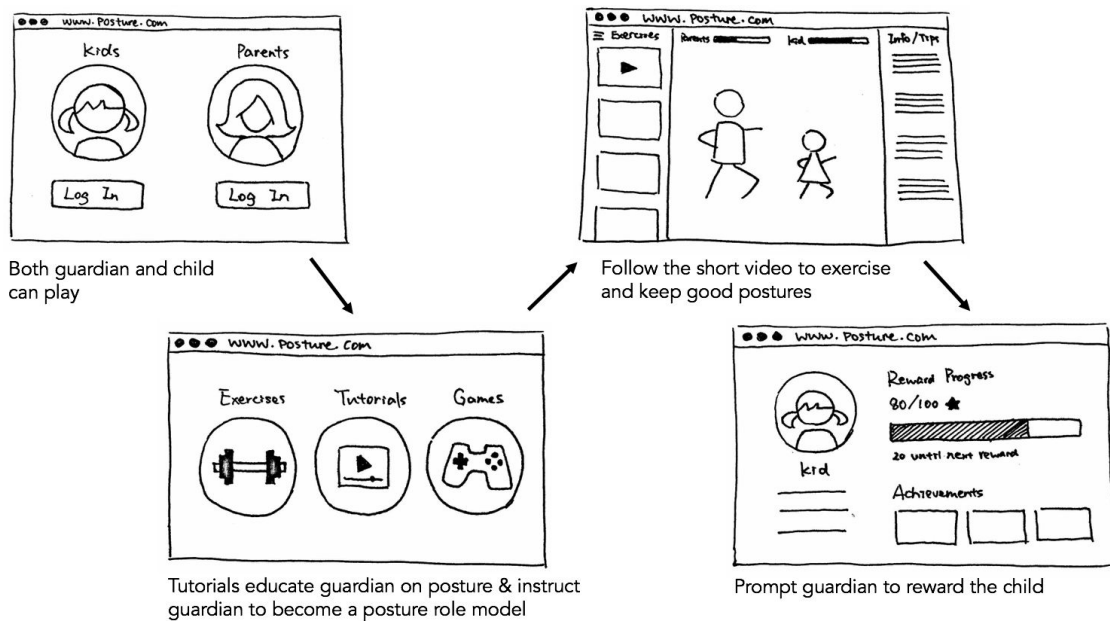 www.posture.com
Kids
Parents
Log In
Log In
Both guardian and child
can play
www.posture.com
Exercises
Tutorials
Games
Tutorials educate guardian on posture & instruct
guardian to become a posture role model
www.posture.com
Exercises
Parents
kid
Info/Tips
Follow the short video to exercise
and keep good postures
www.posture.com
kid
Reward Progress
80/100 ★
20 until next reward
Achievements
Prompt guardian to reward the child